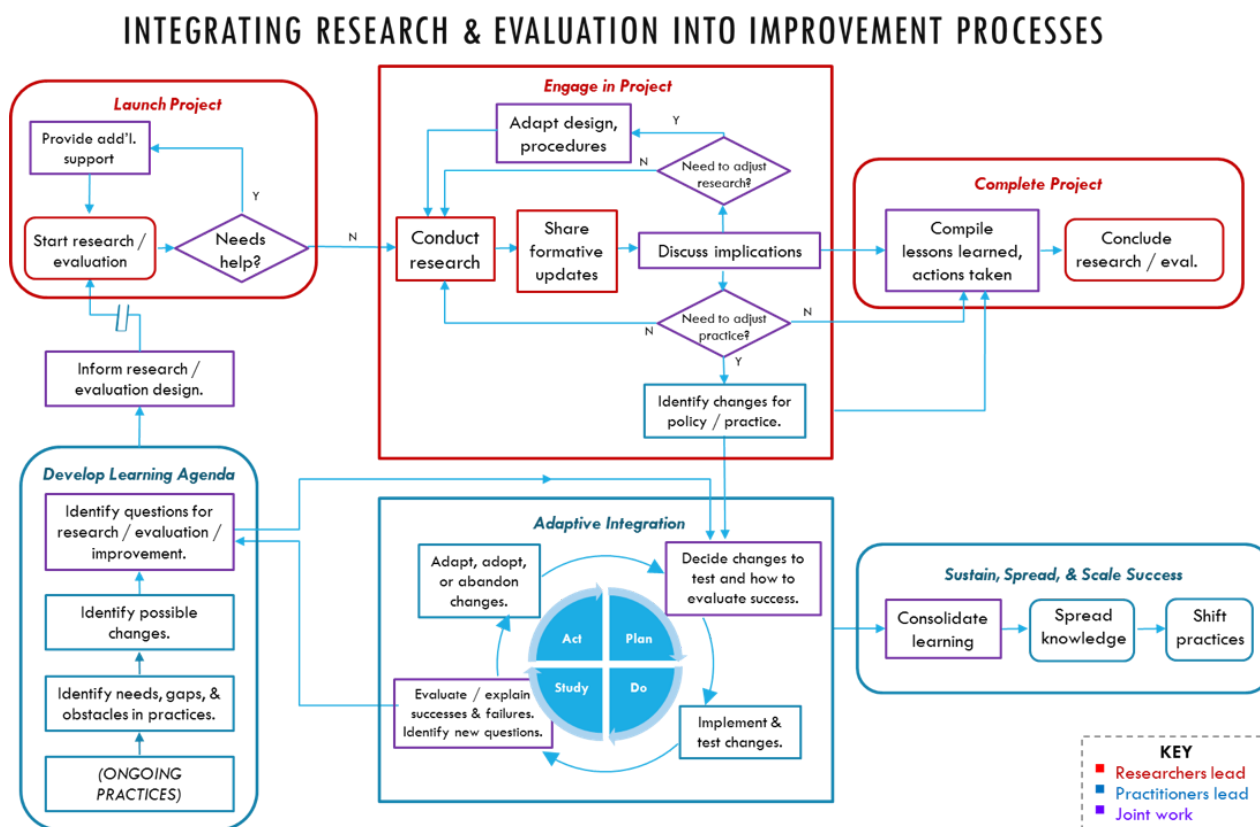 INTEGRATING RESEARCH & EVALUATION INTO IMPROVEMENT PROCESSES
Launch Project
Provide add'l.
support
Y
Start research /
evaluation
Needs
help?
N
Engage in Project
Adapt design,
procedures
Y
N
Need to adjust
research?
Conduct
research
Share
formative
updates
Discuss implications
Need to adjust
practice?
N
N
Y
Identify changes for
policy / practice.
Complete Project
Compile
lessons learned,
actions taken
Conclude
research / eval.
Inform research /
evaluation design.
Develop Learning Agenda
Identify questions for
research / evaluation /
improvement.
Identify possible
changes.
Identify needs, gaps, &
obstacles in practices.
(ONGOING
PRACTICES)
Adaptive Integration
Adapt, adopt,
or abandon
changes.
Decide changes to
test and how to
evaluate success.
Act
Plan
Study
Do
Evaluate / explain
successes & failures.
Identify new questions.
Implement &
test changes.
Sustain, Spread, & Scale Success
Consolidate
learning
Spread
knowledge
Shift
practices
KEY
Researchers lead
Practitioners lead
Joint work